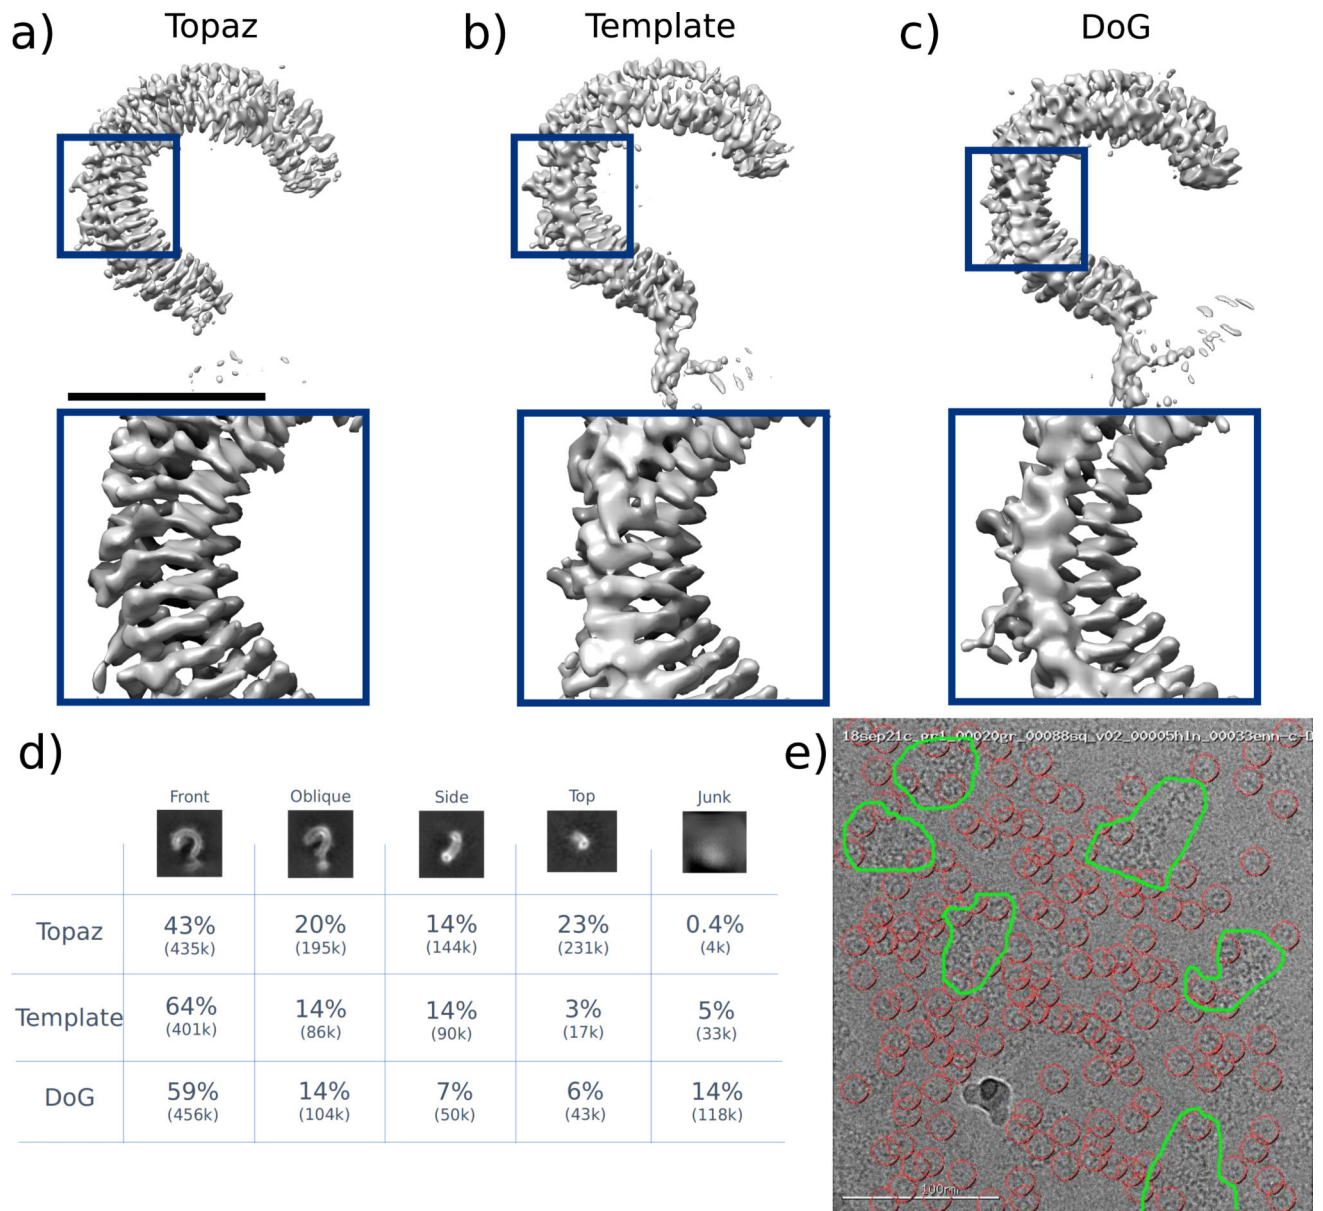 a) Topaz
b) Template
c) DoG
d)
Front Oblique Side Top Junk
Topaz 43% 20% 14% 23% 0.4%
(435k) (195k) (144k) (231k) (4k)
Template 64% 14% 14% 3% 5%
(401k) (86k) (90k) (17k) (33k)
DoG 59% 14% 7% 6% 14%
(456k) (104k) (50k) (43k) (118k)
e)
100nm